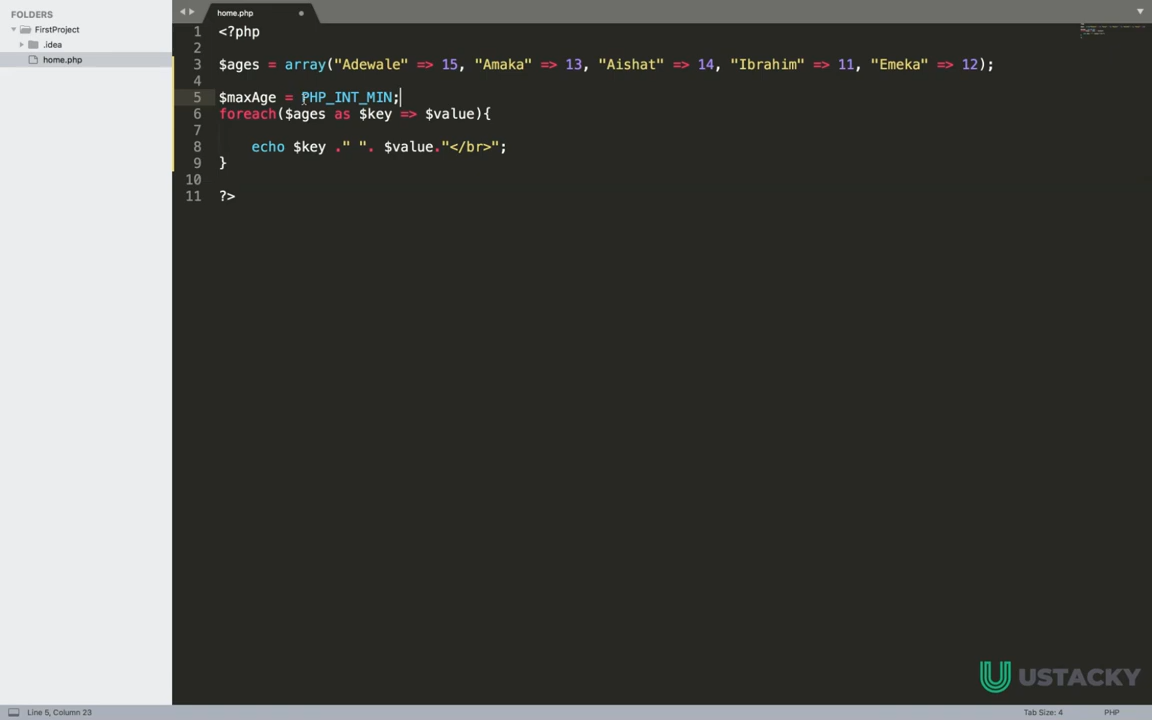 FOLDERS
FirstProject
.idea
home.php
home.php
1 <?php
2
3 $ages = array("Adewale" => 15, "Amaka" => 13, "Aishat" => 14, "Ibrahim" => 11, "Emeka" => 12);
4
5 $maxAge = PHP_INT_MIN;
6 foreach($ages as $key => $value){
7
8 echo $key ." ". $value."</br>";
9 }
10
11 ?>
USTACKY
Line 5, Column 23
Tab Size: 4
PHP